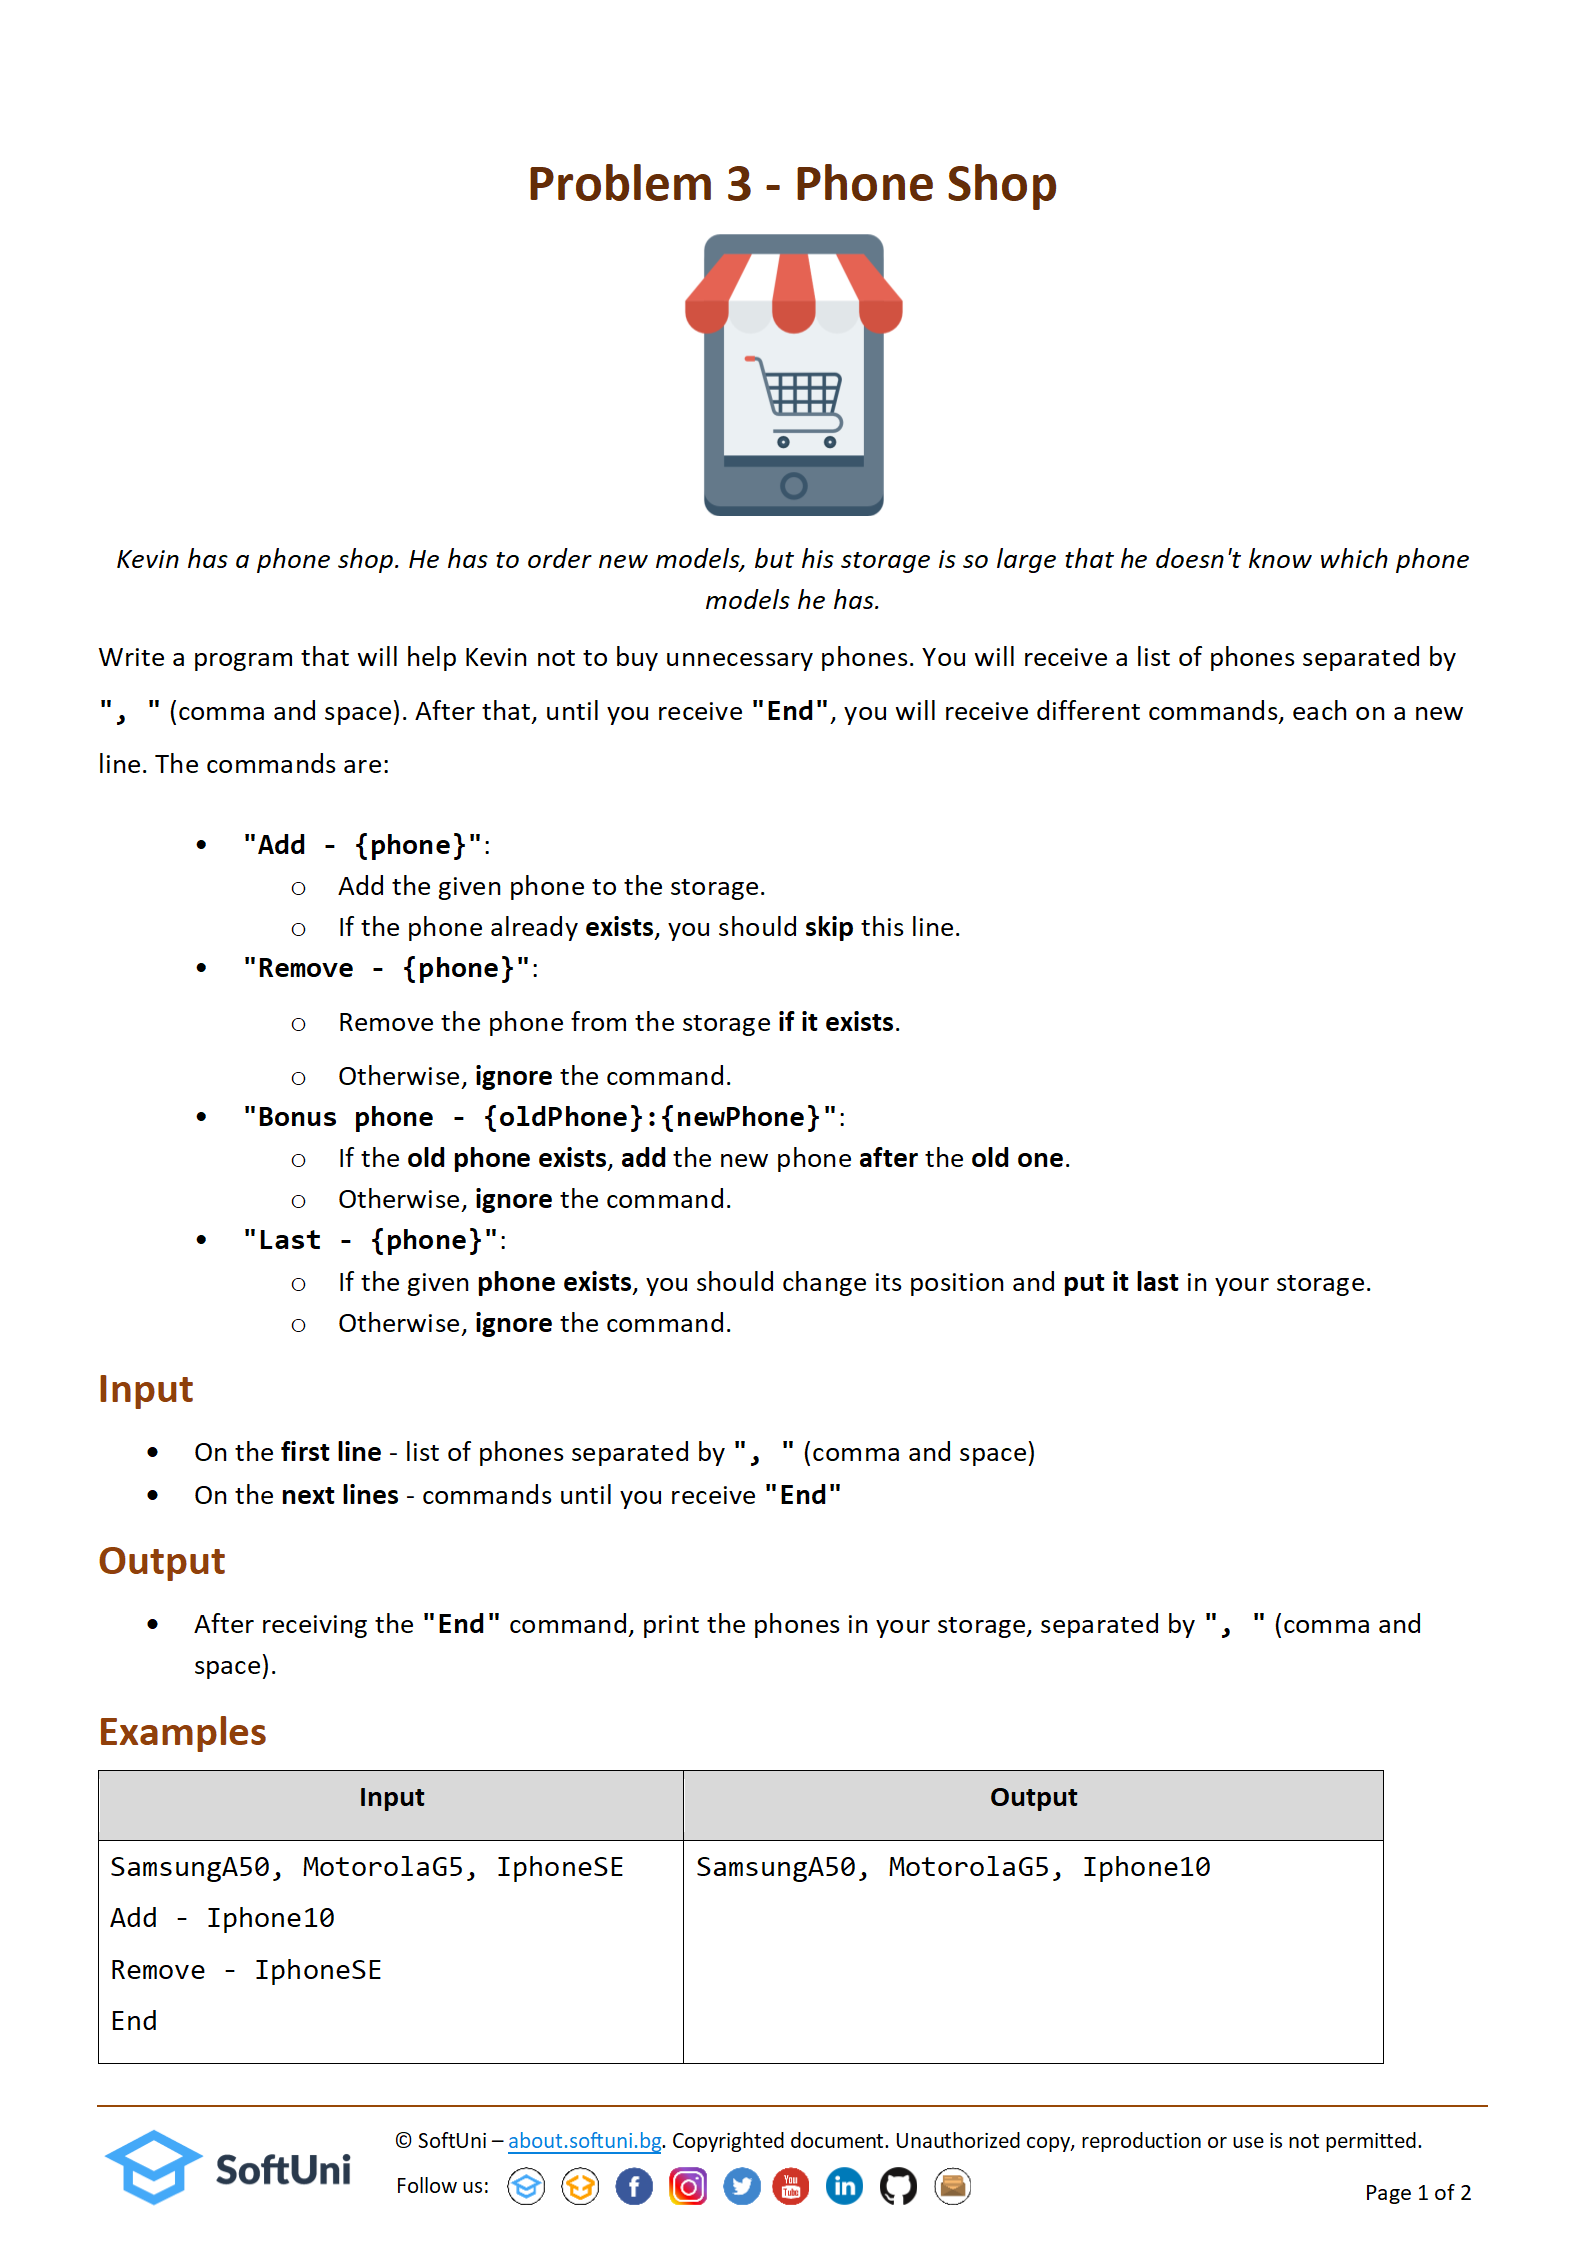 Problem 3 - Phone Shop
Kevin has a phone shop. He has to order new models, but his storage is so large that he doesn't know which phone
models he has.
Write a program that will help Kevin not to buy unnecessary phones. You will receive a list of phones separated by
", " (comma and space). After that, until you receive "End", you will receive different commands, each on a new
line. The commands are:
• "Add - {phone}":
o Add the given phone to the storage.
o If the phone already exists, you should skip this line.
• "Remove - {phone}":
o Remove the phone from the storage if it exists.
o Otherwise, ignore the command.
• "Bonus phone - {oldPhone}:{newPhone}":
o If the old phone exists, add the new phone after the old one.
o Otherwise, ignore the command.
• "Last - {phone}":
o If the given phone exists, you should change its position and put it last in your storage.
o Otherwise, ignore the command.
Input
• On the first line - list of phones separated by ", " (comma and space)
• On the next lines - commands until you receive "End"
Output
• After receiving the "End" command, print the phones in your storage, separated by ", " (comma and
space).
Examples
Input Output
SamsungA50, MotorolaG5, IphoneSE SamsungA50, MotorolaG5, Iphone10
Add - Iphone10
Remove - IphoneSE
End
SoftUni
© SoftUni – about.softuni.bg. Copyrighted document. Unauthorized copy, reproduction or use is not permitted.
Follow us:
You
Tube
in
Page 1 of 2